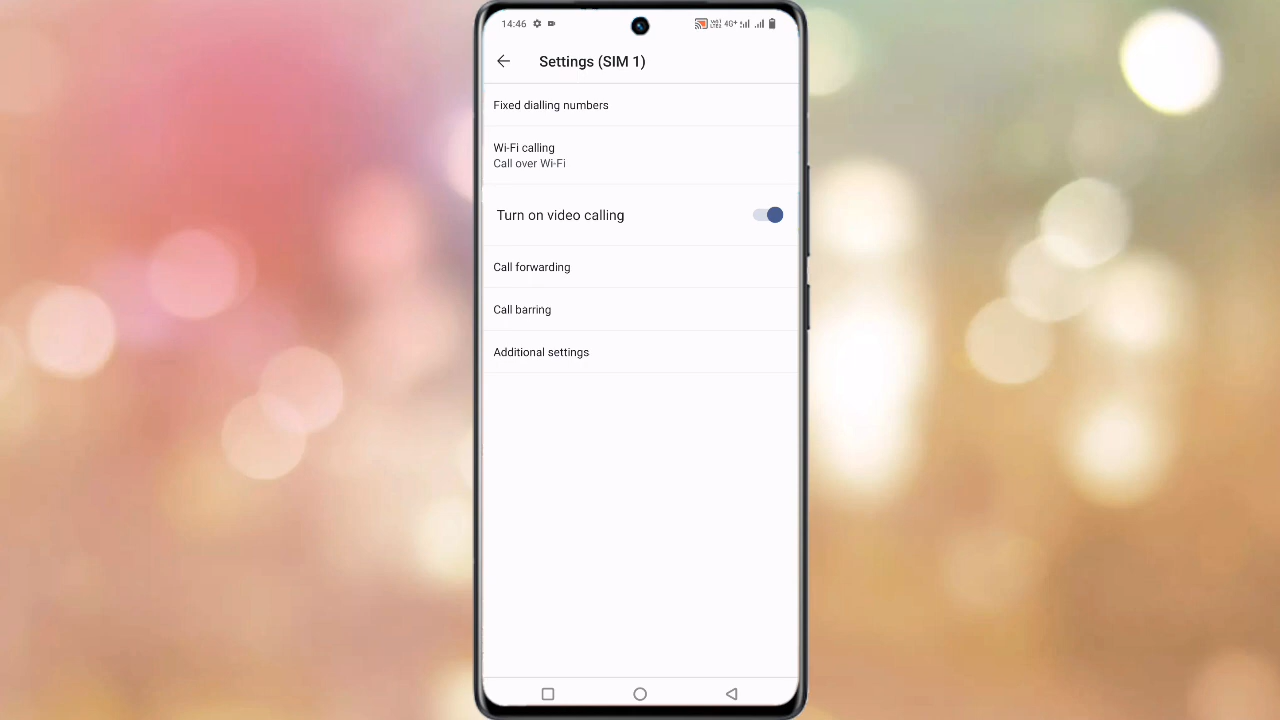 14:46 4G+
Settings (SIM 1)
Fixed dialling numbers
Wi-Fi calling
Call over Wi-Fi
Turn on video calling
Call forwarding
Call barring
Additional settings